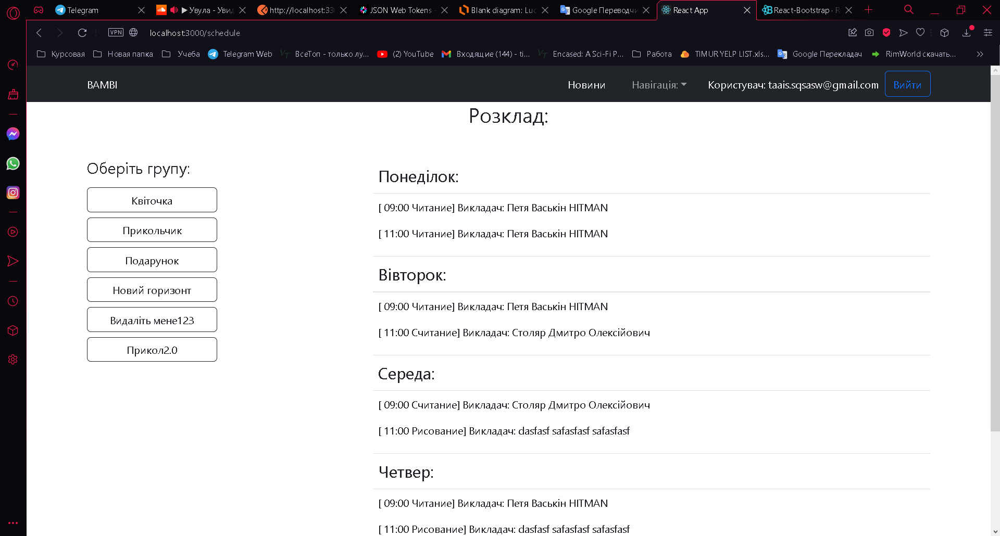 Telegram
Увула - Увид
http://localhost:33
JSON Web Tokens
Blank diagram: Luc
Google Переводчи
React App
React-Bootstrap · R
VPN
localhost:3000/schedule
Курсовая
Новая папка
Учеба
Telegram Web
ВсеТоп - только лу...
(2) YouTube
Входящие (144) - ti...
Encased: A Sci-Fi P...
Работа
TIMUR YELP LIST.xls...
Google Перекладач
RimWorld скачать...
BAMBI
Новини
Навігація:
Користувач: taais.sqsasw@gmail.com
Вийти
Розклад:
Оберіть групу:
Квіточка
Прикольчик
Подарунок
Новий горизонт
Видаліть мене123
Прикол2.0
Понеділок:
[ 09:00 Читание] Викладач: Петя Васькін HITMAN
[ 11:00 Читание] Викладач: Петя Васькін HITMAN
Вівторок:
[ 09:00 Читание] Викладач: Петя Васькін HITMAN
[ 11:00 Считание] Викладач: Столяр Дмитро Олексійович
Середа:
[ 09:00 Считание] Викладач: Столяр Дмитро Олексійович
[ 11:00 Рисование] Викладач: dasfasf safasfasf safasfasf
Четвер:
[ 09:00 Читание] Викладач: Петя Васькін HITMAN
[ 11:00 Рисование] Викладач: dasfasf safasfasf safasfasf